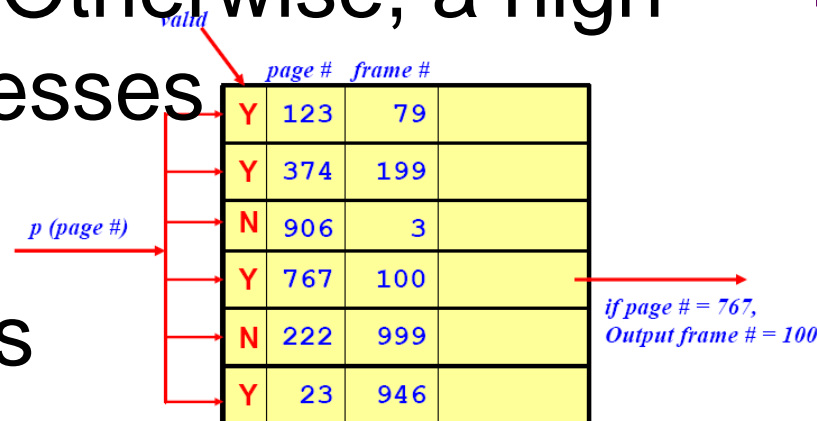 Otherwise, a high
valid
esses
page # frame #
Y 123 79
Y 374 199
N 906 3
p (page #)
Y 767 100
if page # = 767,
Output frame # = 100
s
N 222 999
Y 23 946